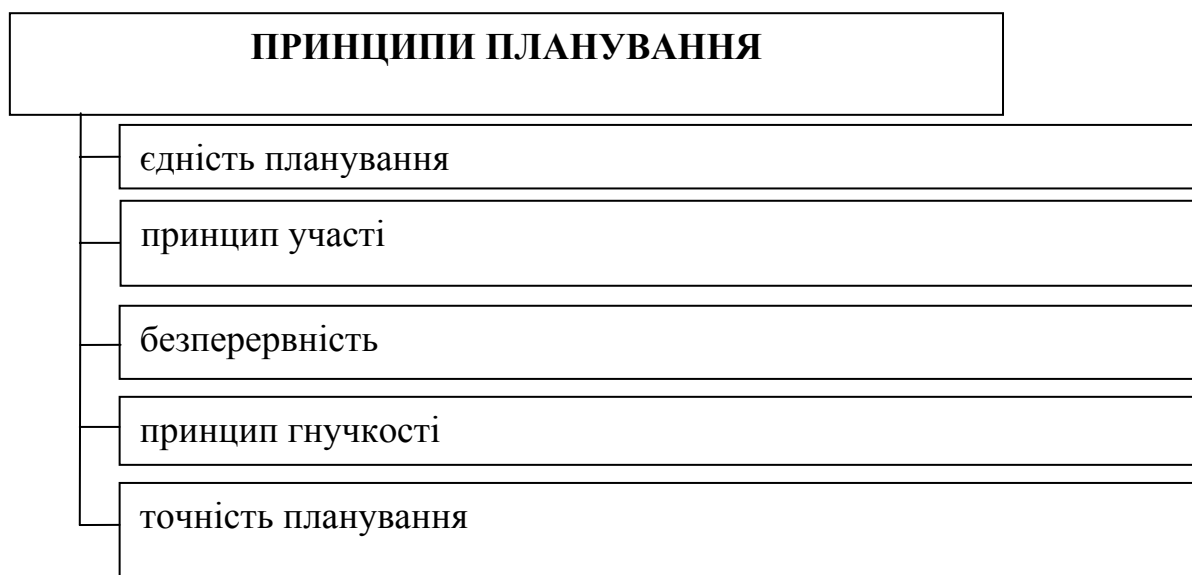 ПРИНЦИПИ ПЛАНУВАННЯ
єдність планування
принцип участі
безперервність
принцип гнучкості
точність планування